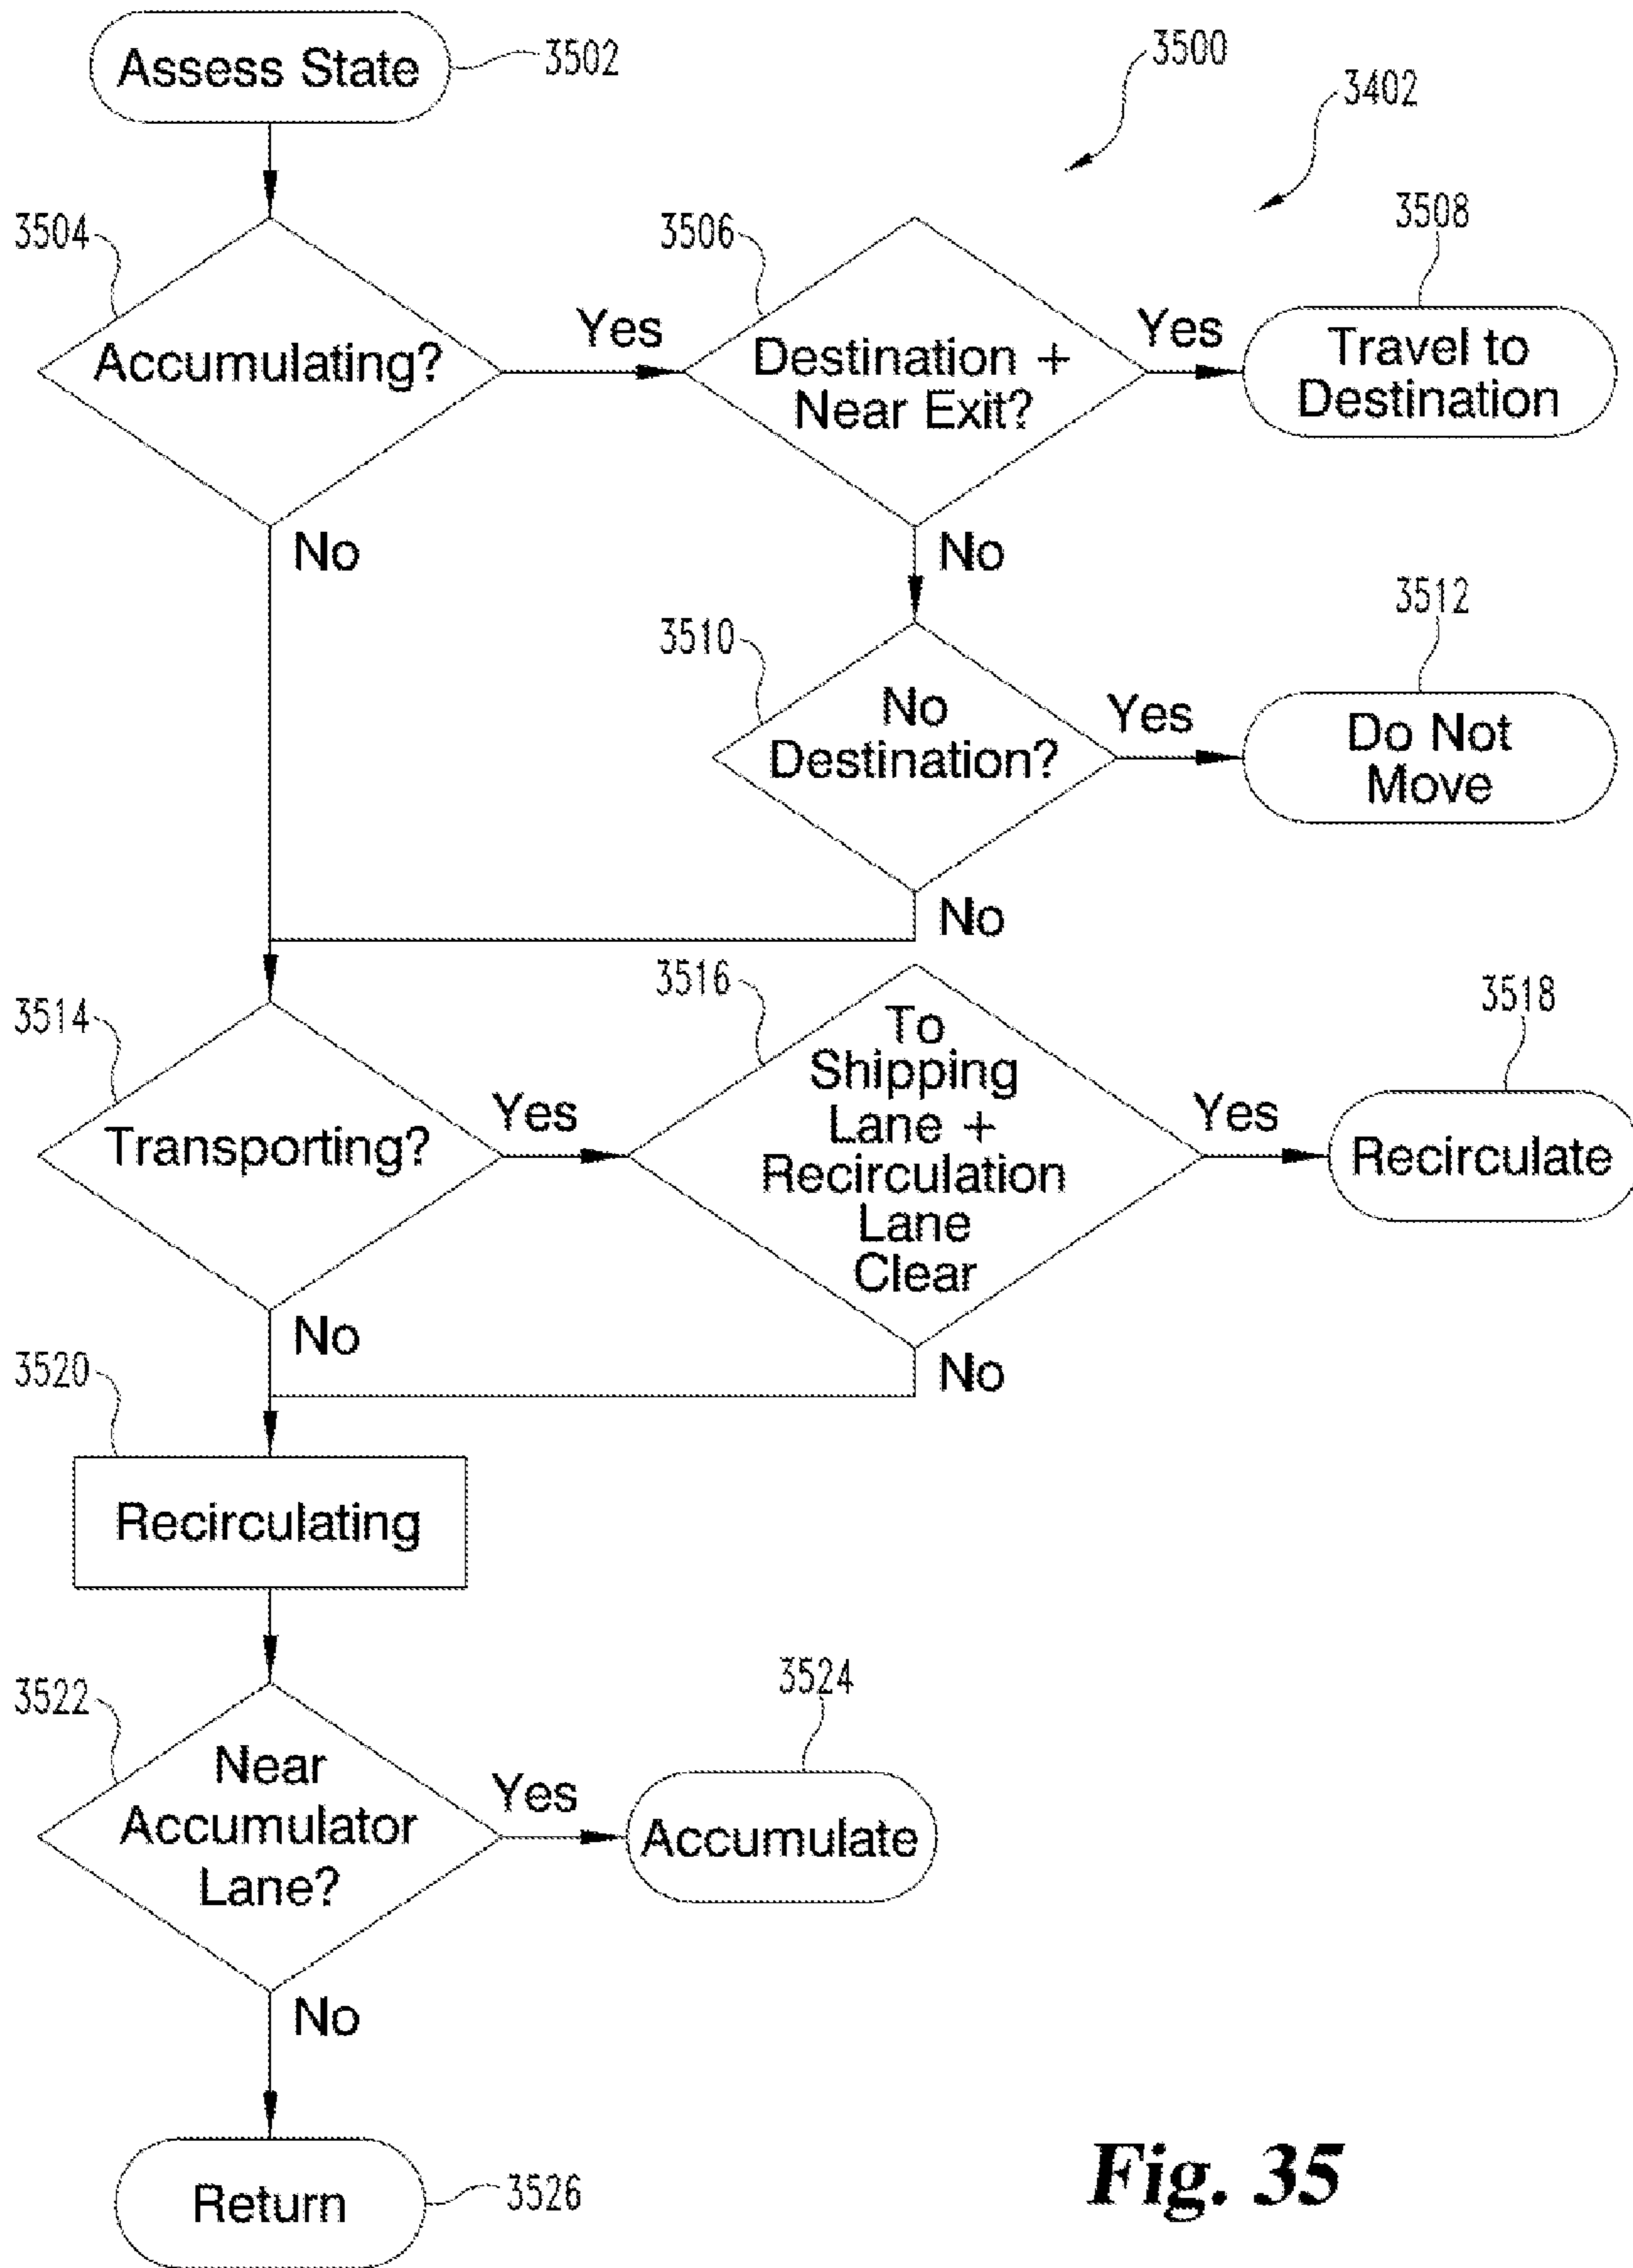 Assess State
3502
3500
3402
3504
Accumulating?
Yes
No
3506
Destination +
Near Exit?
Yes
No
3508
Travel to
Destination
3510
No
Destination?
Yes
No
3512
Do Not
Move
3514
Transporting?
Yes
No
3516
To
Shipping
Lane +
Recirculation
Lane
Clear
Yes
No
3518
Recirculate
3520
Recirculating
3522
Near
Accumulator
Lane?
Yes
No
3524
Accumulate
Return
3526
Fig. 35